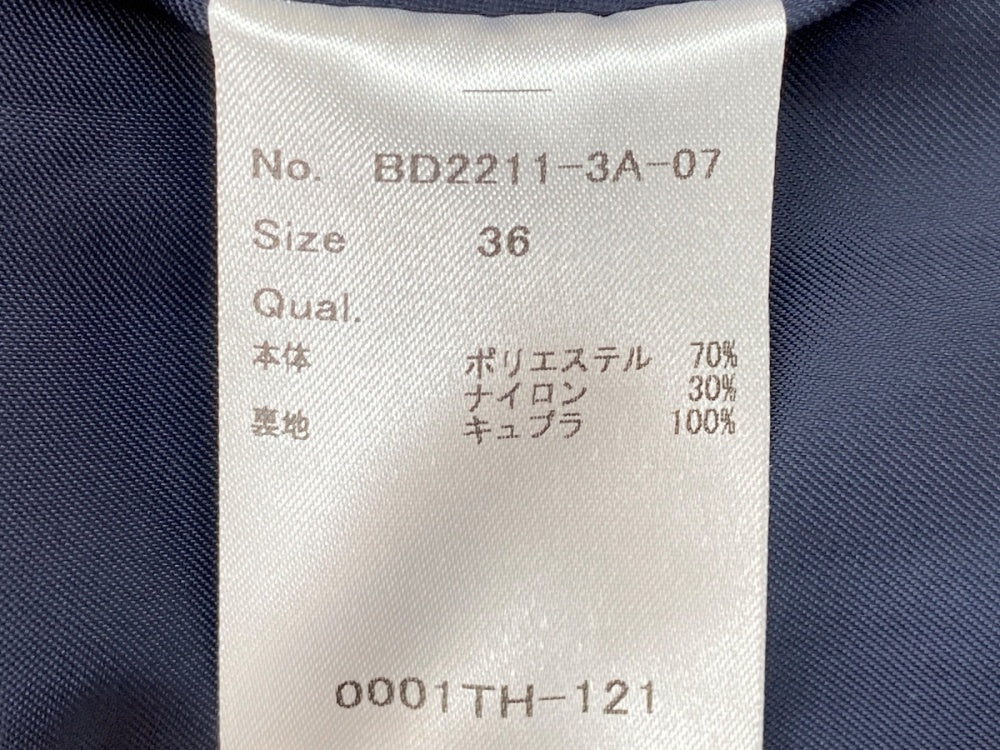 No. BD2211-3A-07
Size 36
Qual.
本体 ポリエステル 70%
ナイロン 30%
裏地 キュプラ 100%
0001TH-121